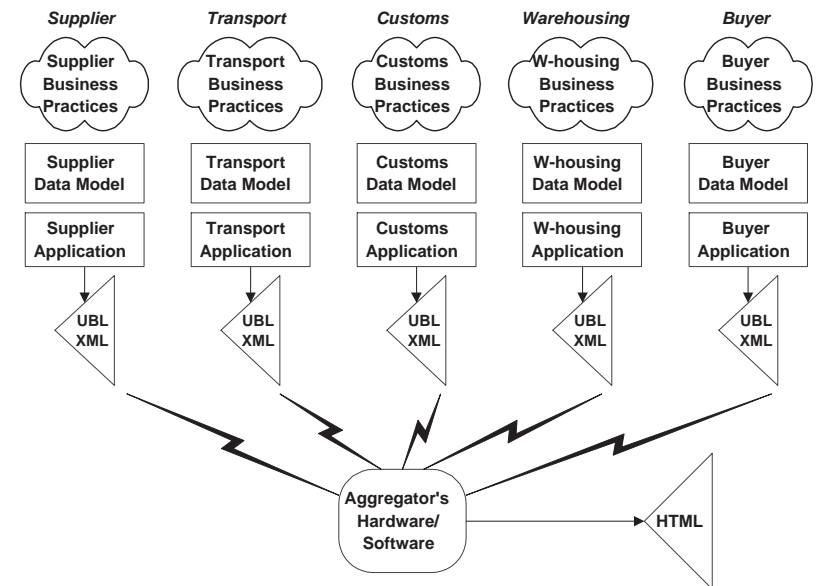 Supplier Transport Customs Warehousing Buyer
Supplier
Business
Practices
Transport
Business
Practices
Customs
Business
Practices
W-housing
Business
Practices
Buyer
Business
Practices
Supplier
Data Model
Transport
Data Model
Customs
Data Model
W-housing
Data Model
Buyer
Data Model
Supplier
Application
Transport
Application
Customs
Application
W-housing
Application
Buyer
Application
UBL
XML
UBL
XML
UBL
XML
UBL
XML
UBL
XML
Aggregator's
Hardware/
Software
HTML